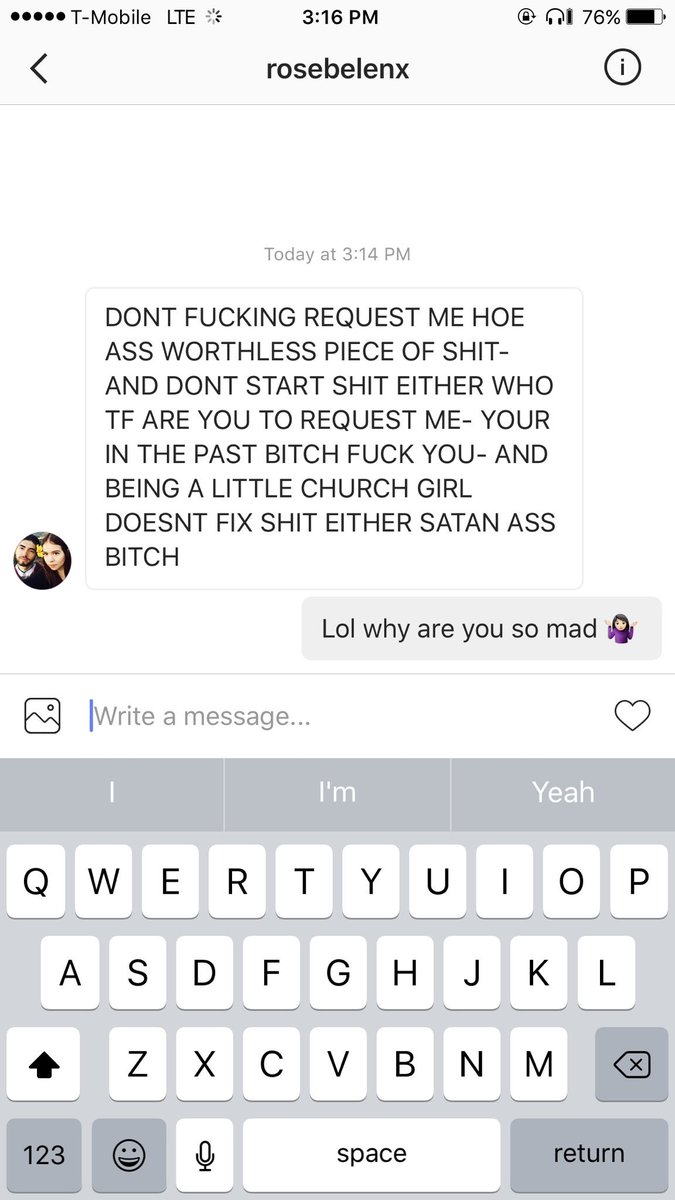 T-Mobile LTE 3:16 PM 76%
rosebelenx
Today at 3:14 PM
DONT FUCKING REQUEST ME HOE
ASS WORTHLESS PIECE OF SHIT-
AND DONT START SHIT EITHER WHO
TF ARE YOU TO REQUEST ME- YOUR
IN THE PAST BITCH FUCK YOU- AND
BEING A LITTLE CHURCH GIRL
DOESNT FIX SHIT EITHER SATAN ASS
BITCH
Lol why are you so mad 🤷🏻‍♀️
Write a message...
I I'm Yeah
Q W E R T Y U I O P
A S D F G H J K L
Z X C V B N M
123 space return